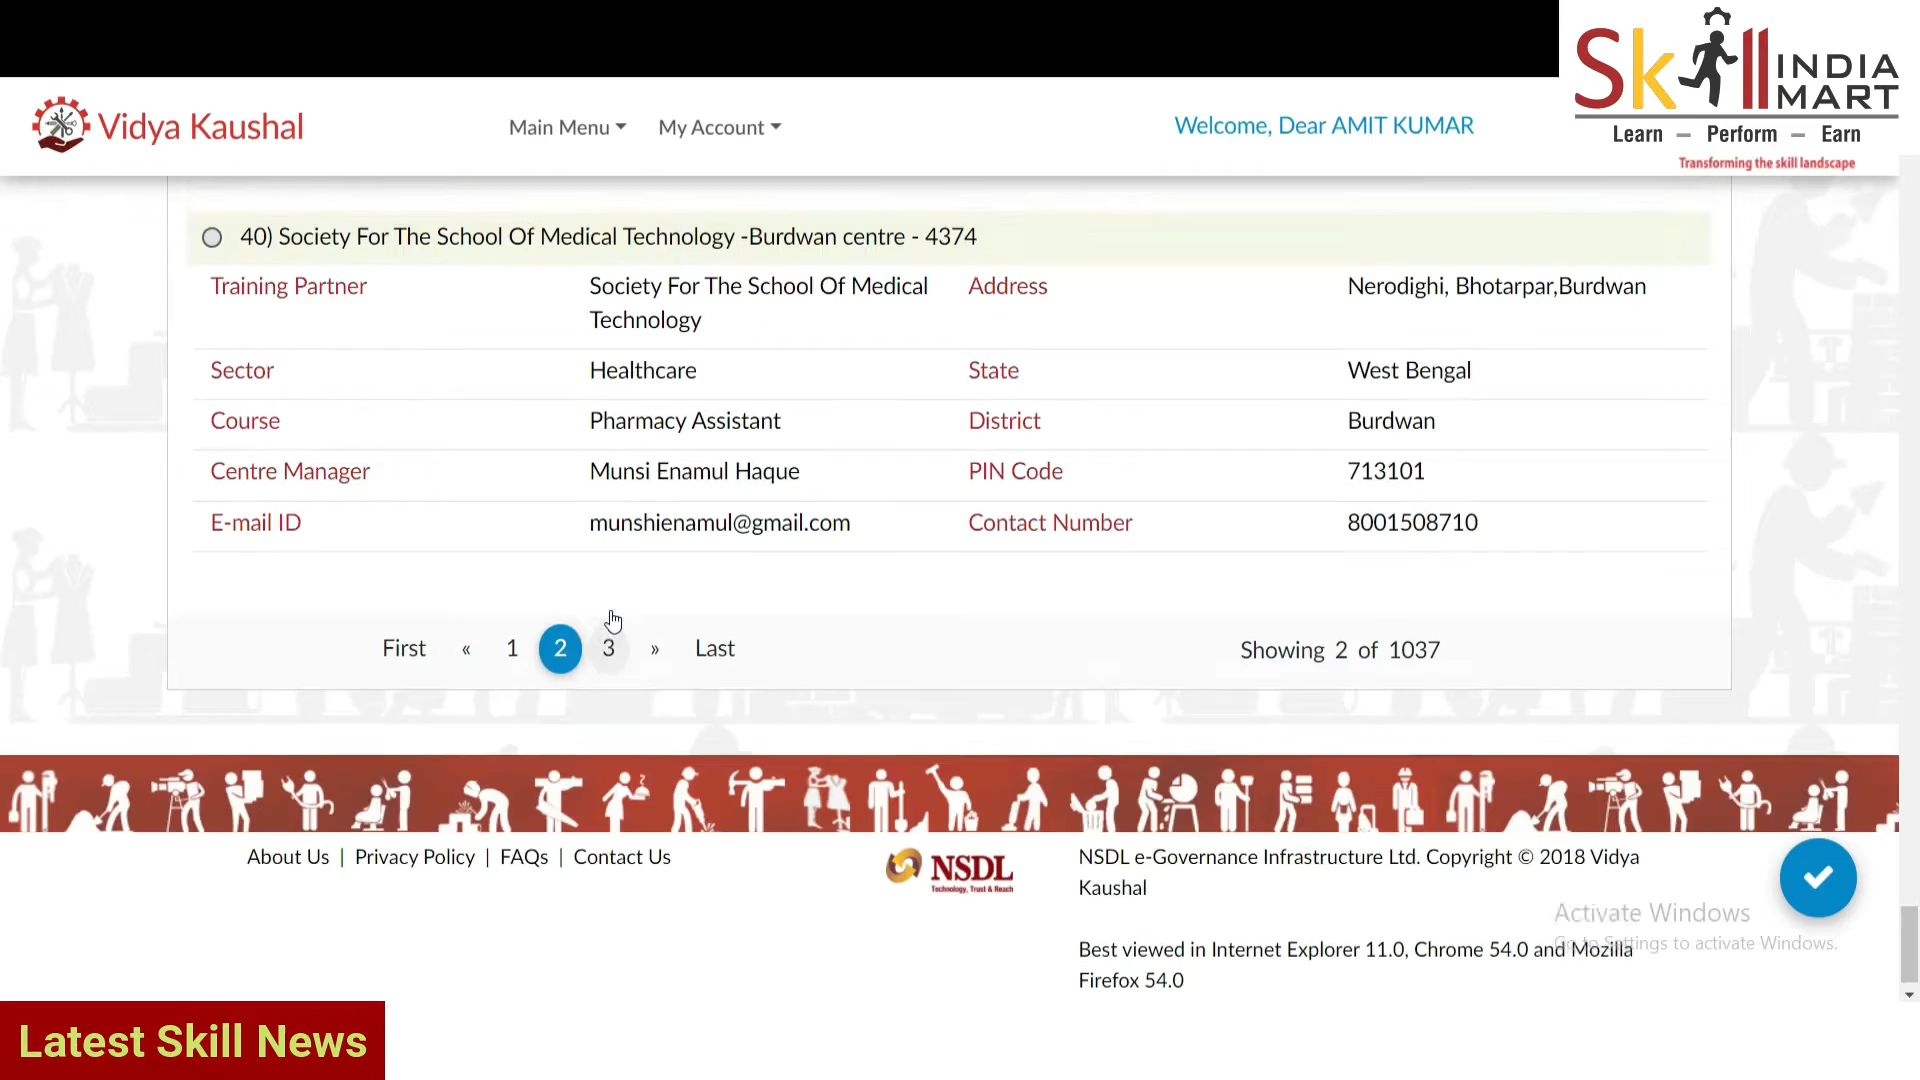 Skill INDIA MART
Learn – Perform – Earn
Transforming the skill landscape
Vidya Kaushal
Main Menu
My Account
Welcome, Dear AMIT KUMAR
40) Society For The School Of Medical Technology -Burdwan centre - 4374
Training Partner
Society For The School Of Medical
Technology
Address
Nerodighi, Bhotarpar,Burdwan
Sector
Healthcare
State
West Bengal
Course
Pharmacy Assistant
District
Burdwan
Centre Manager
Munsi Enamul Haque
PIN Code
713101
E-mail ID
munshienamul@gmail.com
Contact Number
8001508710
First « 1 2 3 » Last
Showing 2 of 1037
About Us | Privacy Policy | FAQs | Contact Us
NSDL
Technology, Trust & Reach
NSDL e-Governance Infrastructure Ltd. Copyright © 2018 Vidya
Kaushal
Activate Windows
Go to Settings to activate Windows.
Best viewed in Internet Explorer 11.0, Chrome 54.0 and Mozilla
Firefox 54.0
Latest Skill News